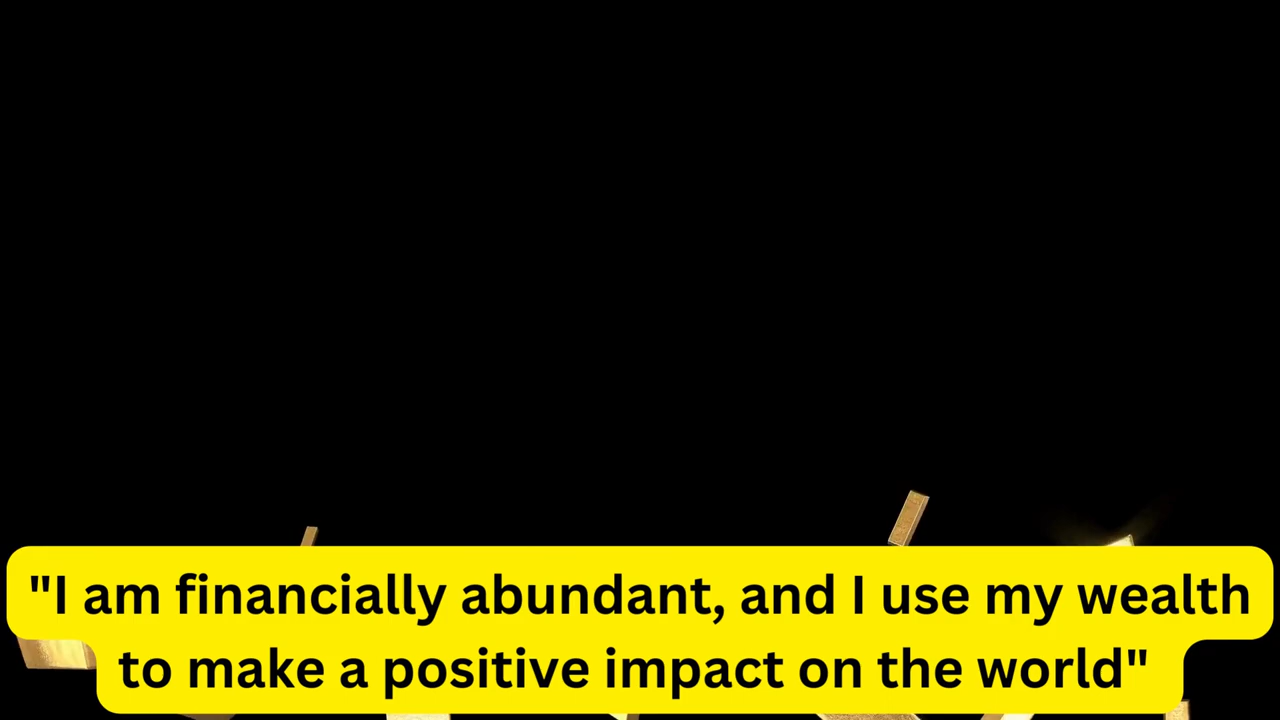 "I am financially abundant, and I use my wealth
to make a positive impact on the world"